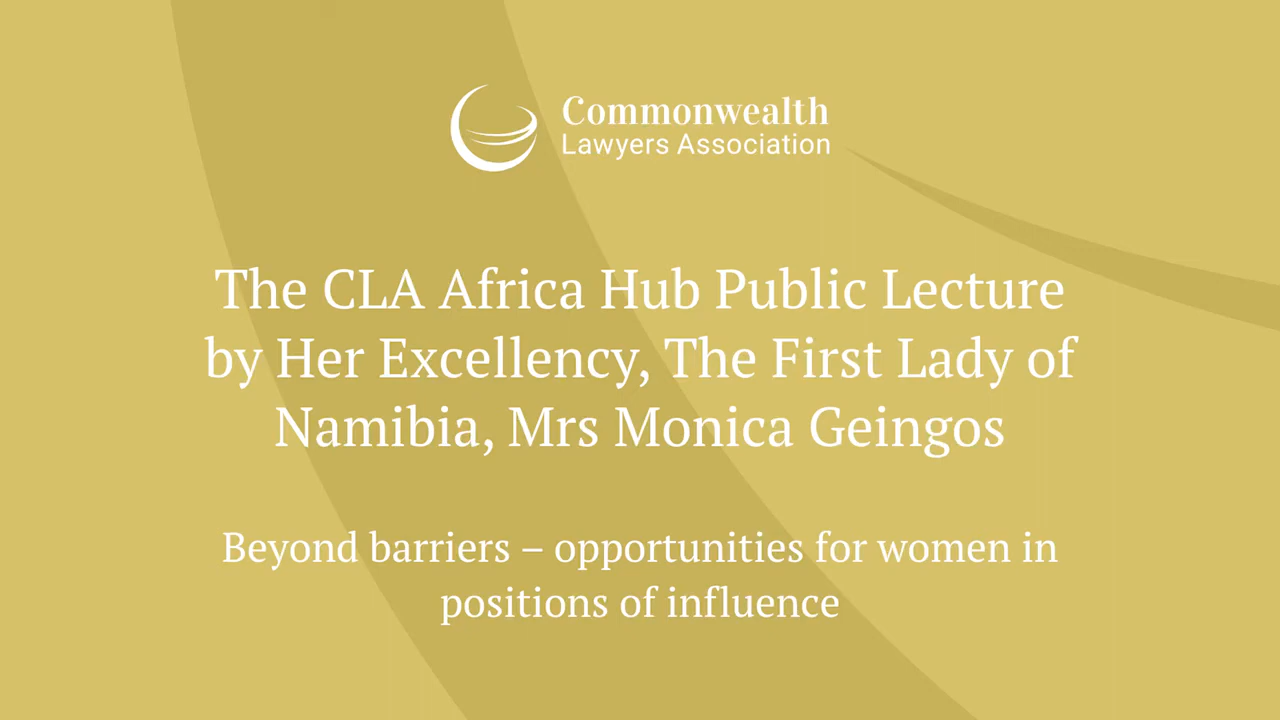 Commonwealth
Lawyers Association
The CLA Africa Hub Public Lecture
by Her Excellency, The First Lady of
Namibia, Mrs Monica Geingos
Beyond barriers – opportunities for women in
positions of influence